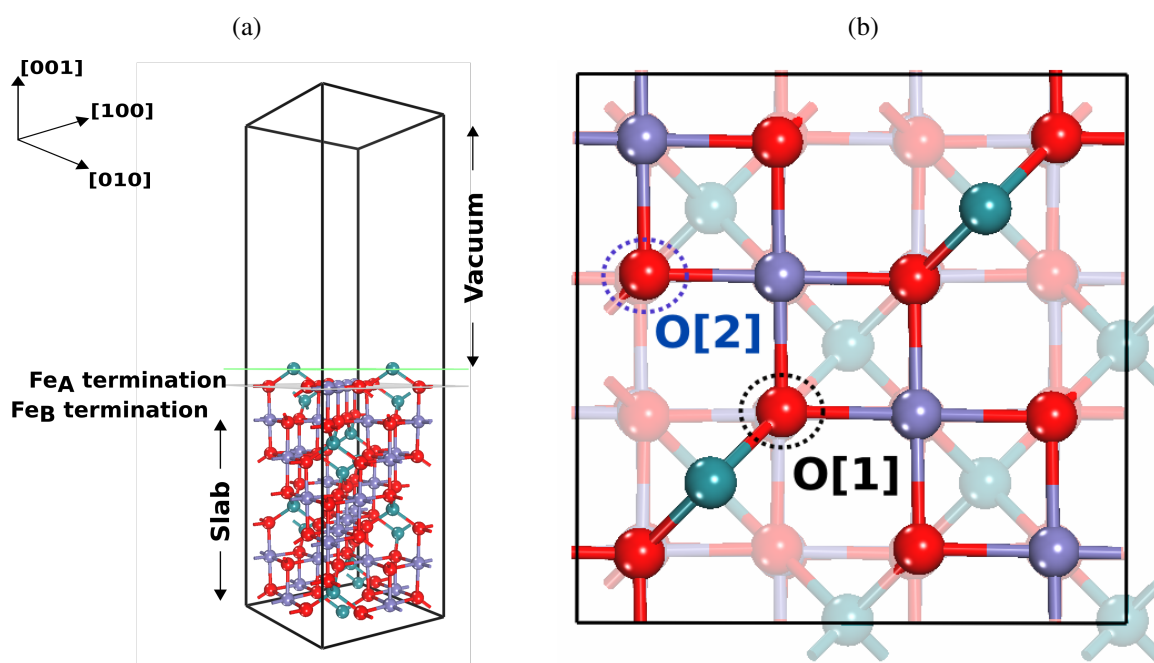 (a)
(b)
[001]
[100]
[010]
Vacuum
FeA termination
FeB termination
Slab
O[2]
O[1]